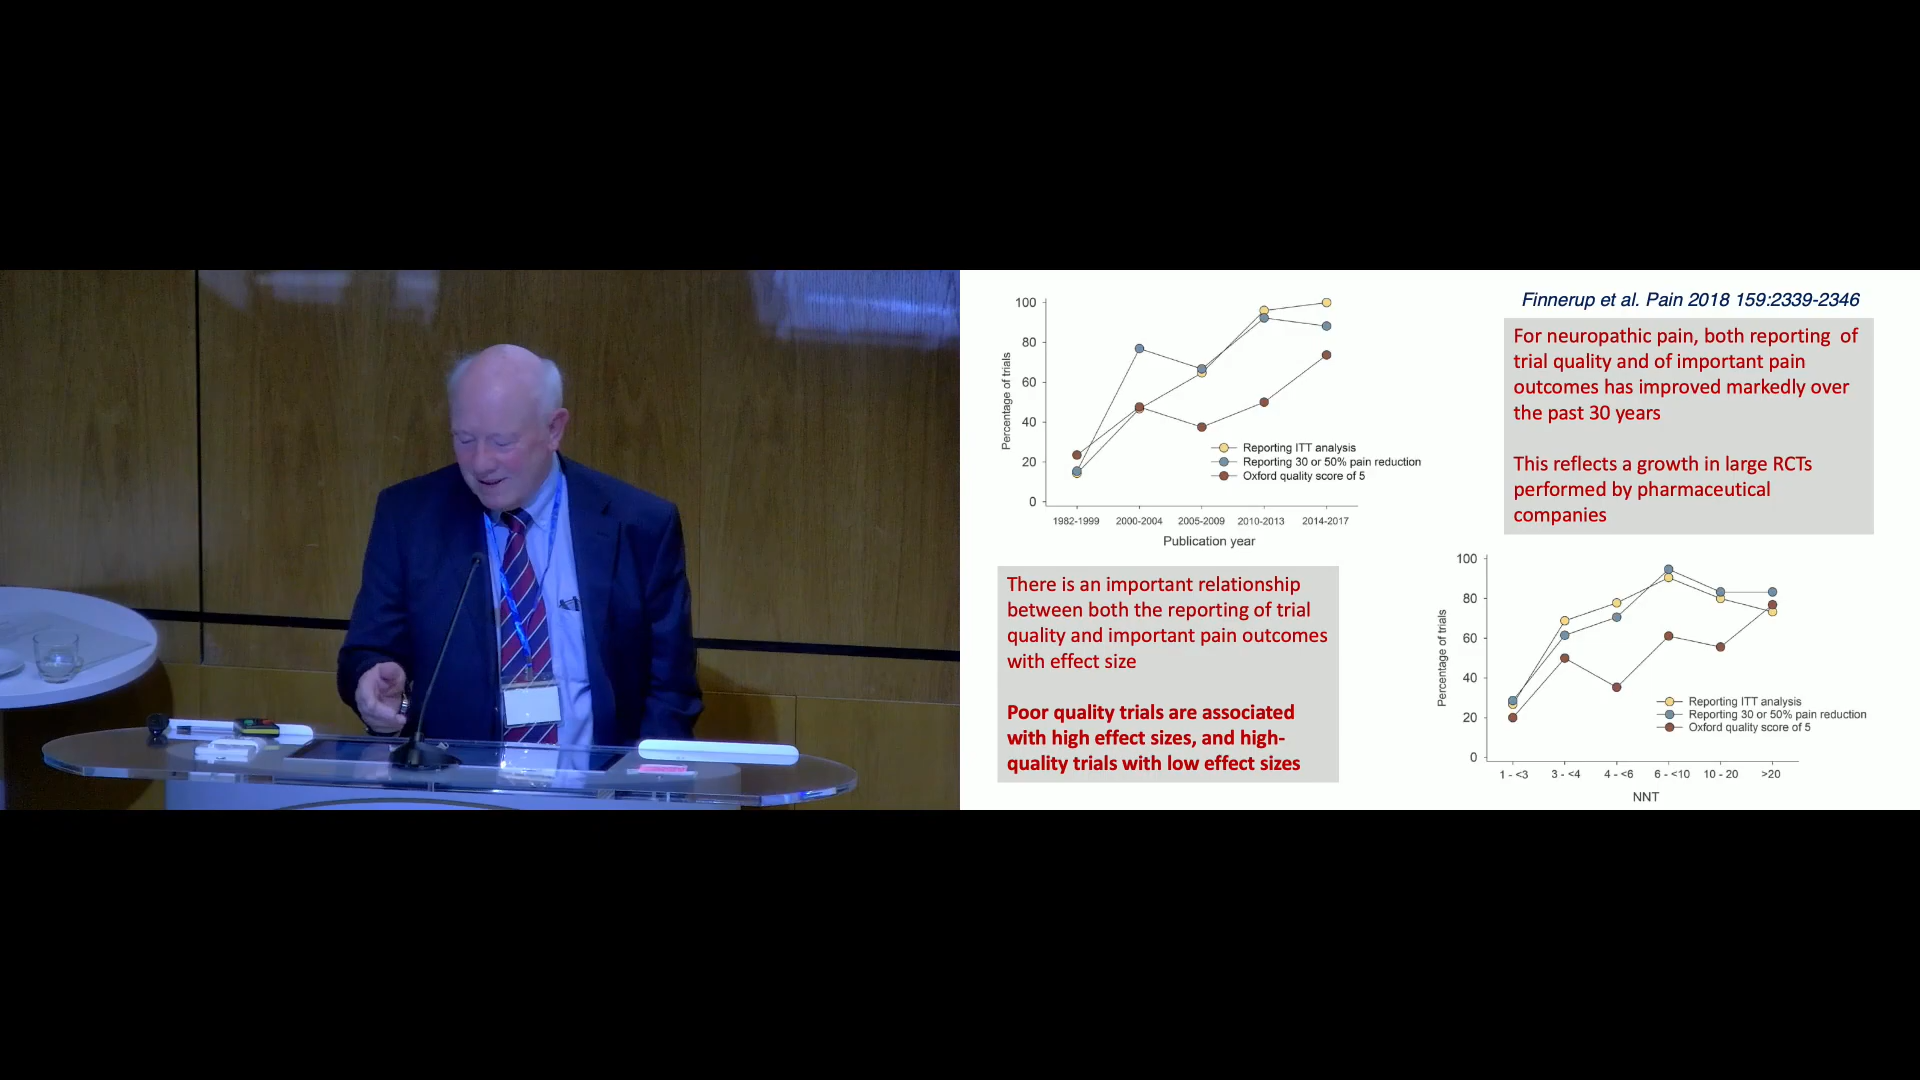 100
80
60
40
20
0
Percentage of trials
Reporting ITT analysis
Reporting 30 or 50% pain reduction
Oxford quality score of 5
1982-1999 2000-2004 2005-2009 2010-2013 2014-2017
Publication year
Finnerup et al. Pain 2018 159:2339-2346
For neuropathic pain, both reporting of
trial quality and of important pain
outcomes has improved markedly over
the past 30 years
This reflects a growth in large RCTs
performed by pharmaceutical
companies
There is an important relationship
between both the reporting of trial
quality and important pain outcomes
with effect size
Poor quality trials are associated
with high effect sizes, and high-
quality trials with low effect sizes
100
80
60
40
20
0
Percentage of trials
Reporting ITT analysis
Reporting 30 or 50% pain reduction
Oxford quality score of 5
1 - <3 3 - <4 4 - <6 6 - <10 10 - 20 >20
NNT